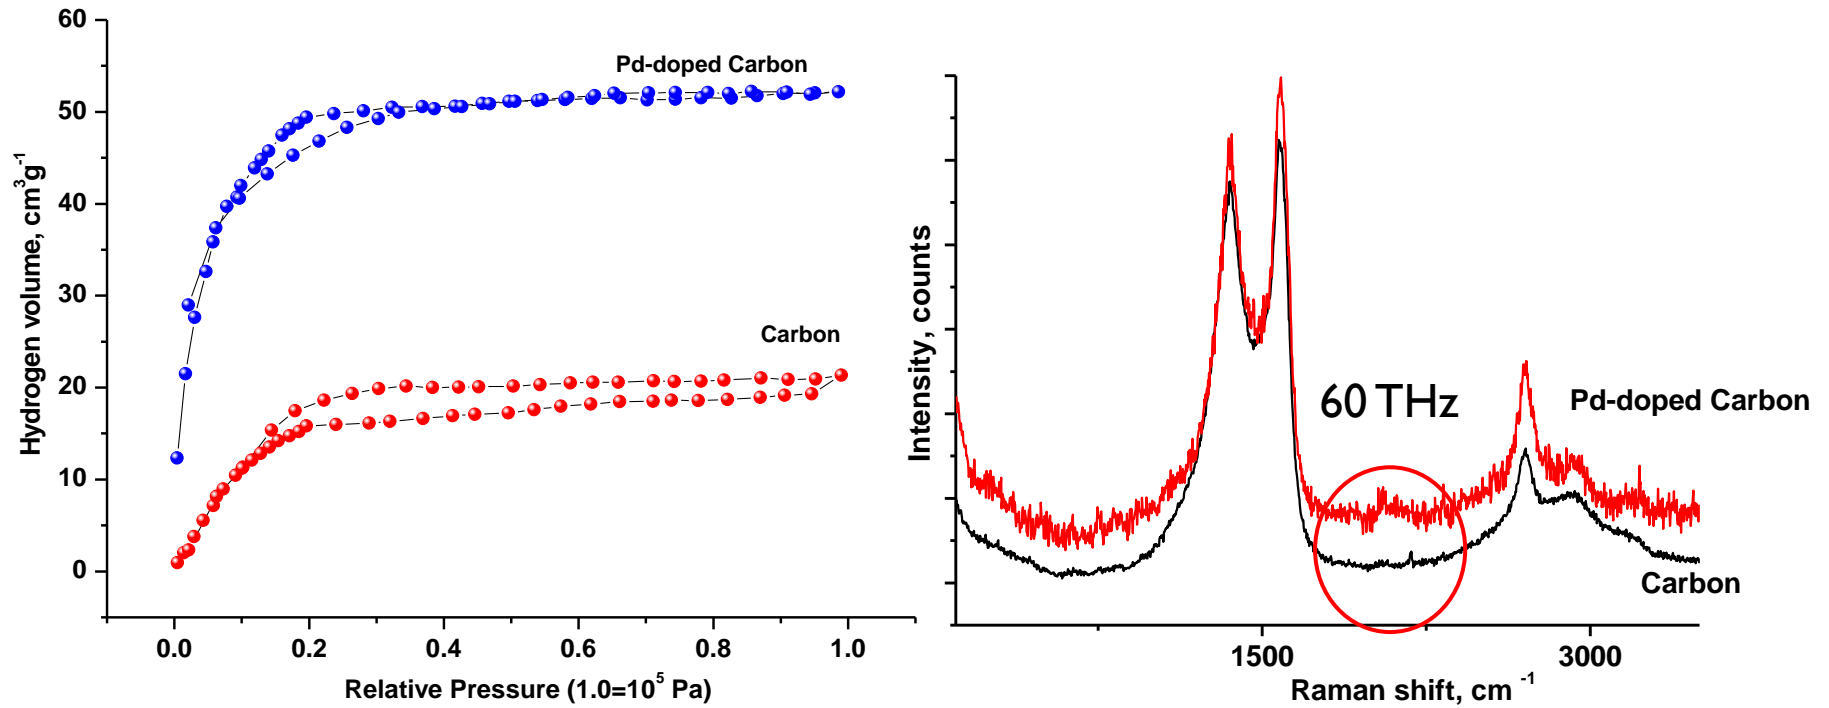 60
50
40
30
20
10
0
Hydrogen volume, cm³g⁻¹
Pd-doped Carbon
Carbon
0.0 0.2 0.4 0.6 0.8 1.0
Relative Pressure (1.0=10⁵ Pa)
Intensity, counts
60 THz
Pd-doped Carbon
Carbon
1500 3000
Raman shift, cm ⁻¹